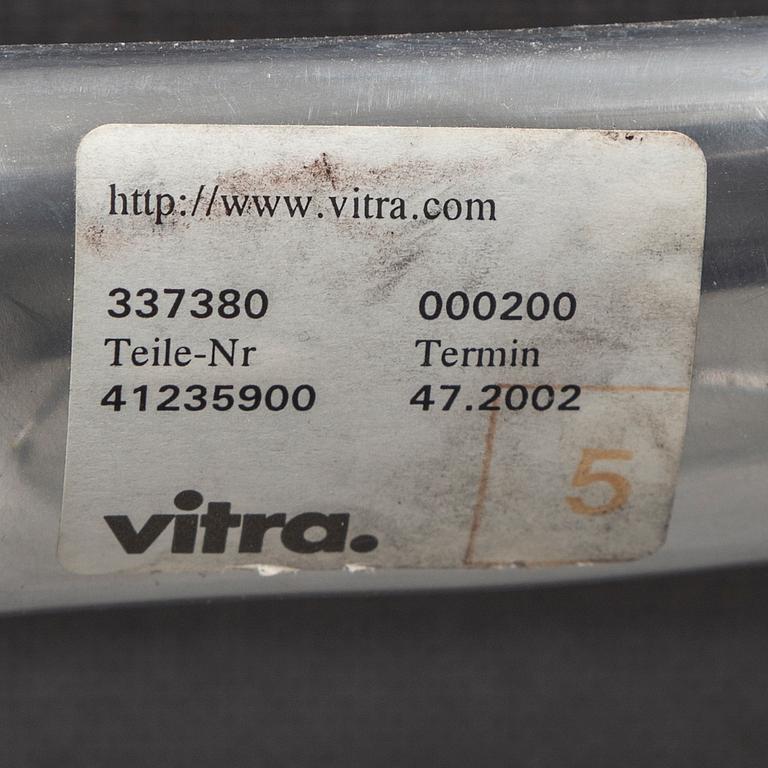 http://www.vitra.com
337380 000200
Teile-Nr Termin
41235900 47.2002
5
vitra.